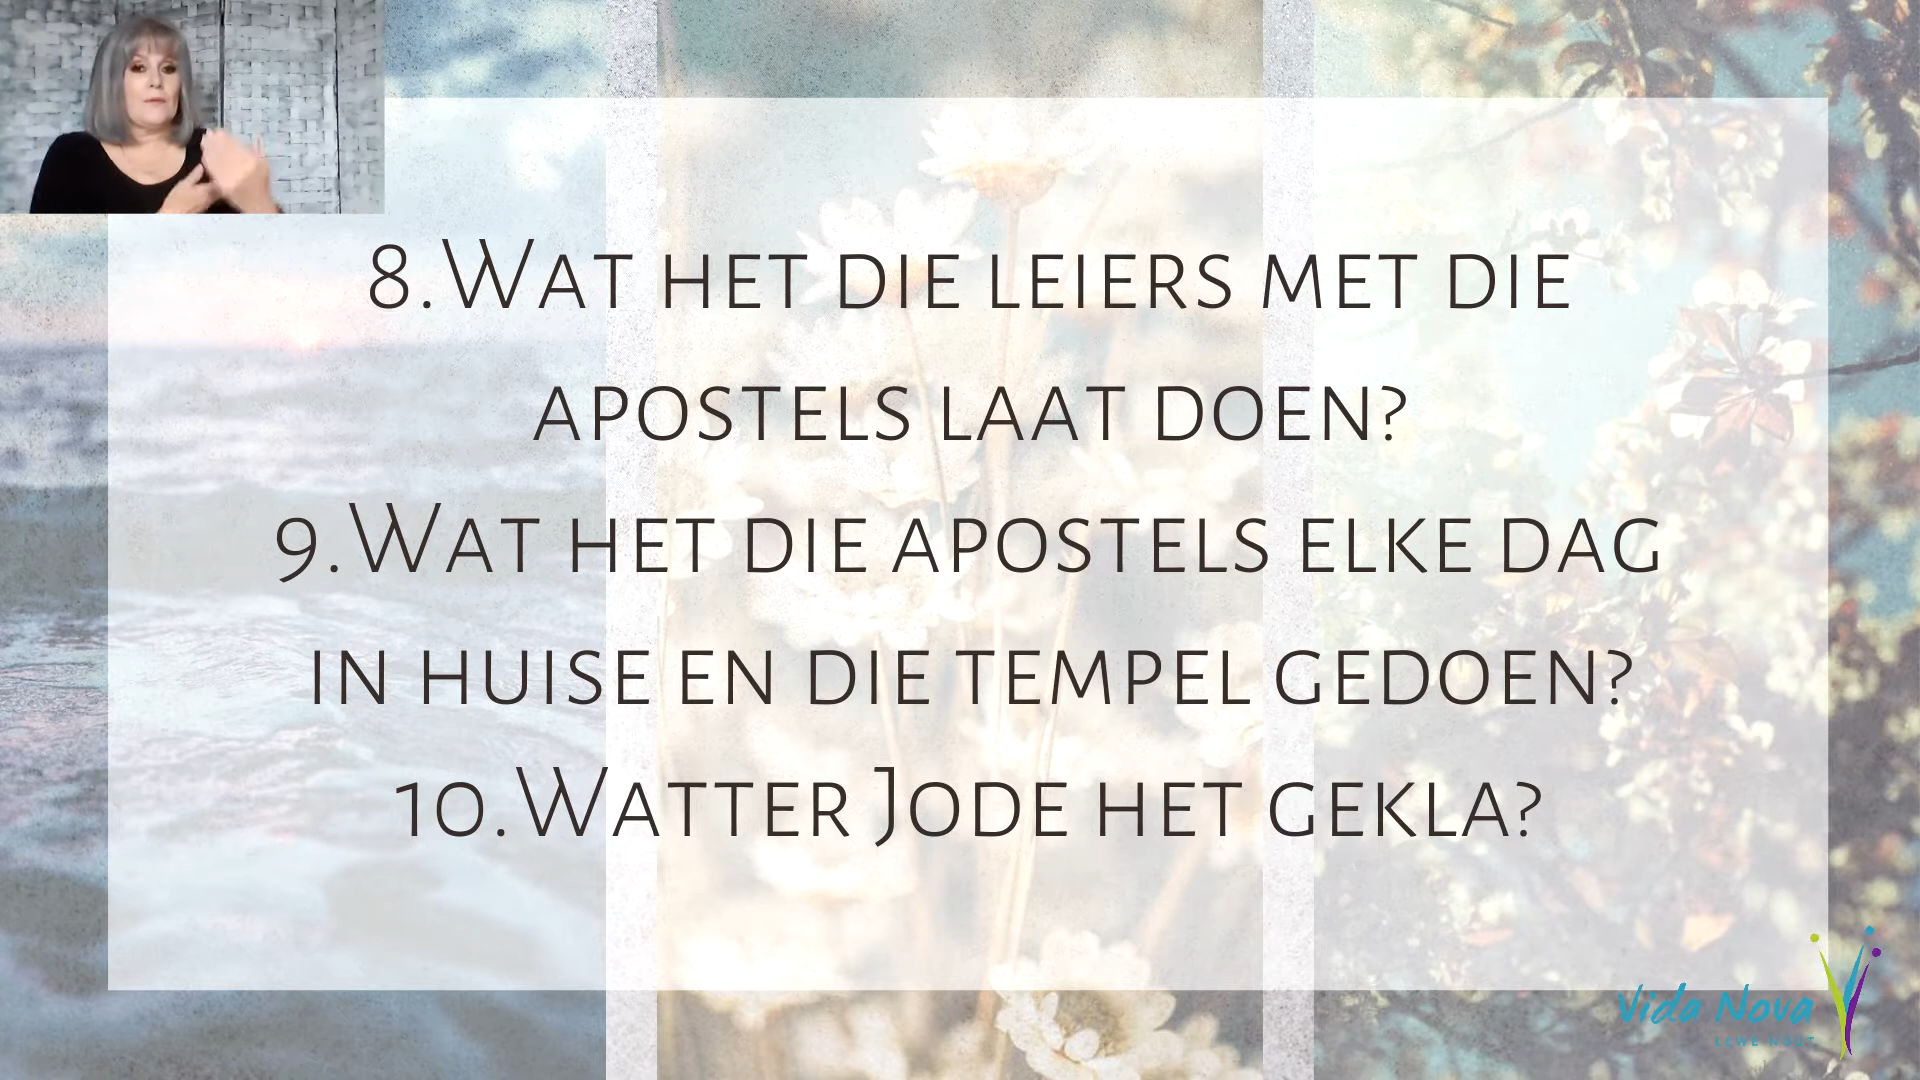 8. Wat het die leiers met die
apostels laat doen?
9. Wat het die apostels elke dag
in huise en die tempel gedoen?
10. Watter Jode het gekla?
Vida Nova